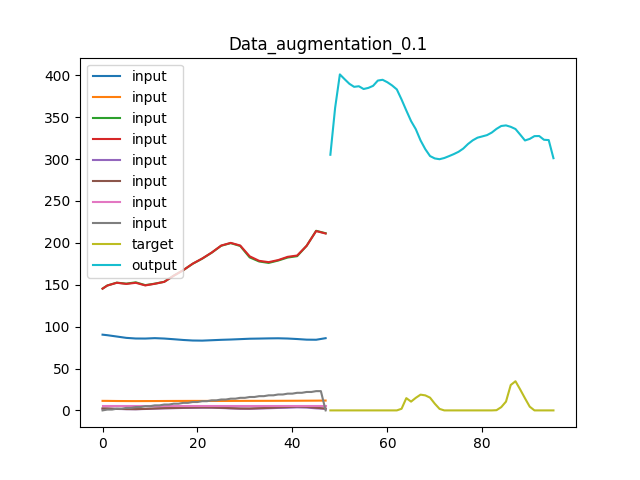 Data_augmentation_0.1
400
350
300
250
200
150
100
50
0
input
input
input
input
input
input
input
input
target
output
0 20 40 60 80